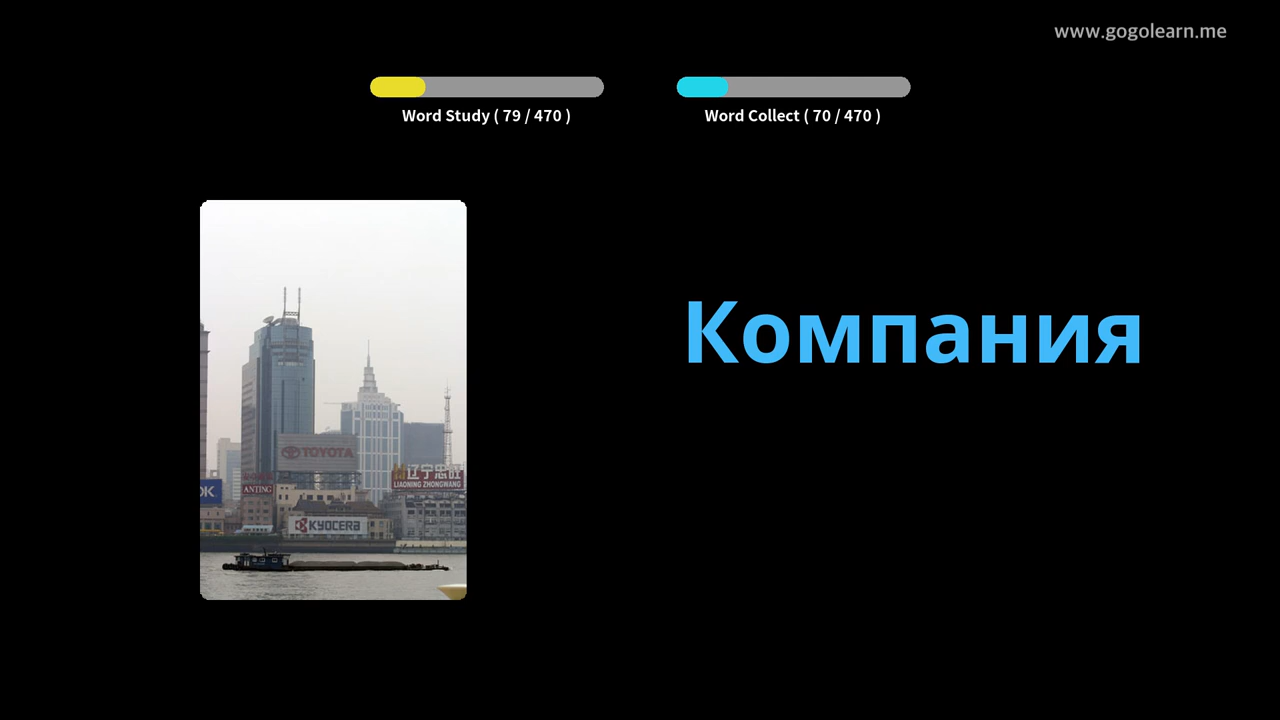 www.gogolearn.me
Word Study ( 79 / 470 )
Word Collect ( 70 / 470 )
Компания
TOYOTA
辽宁忠旺
LIAONING ZHONGWANG
ANTING
OK
KYOCERA